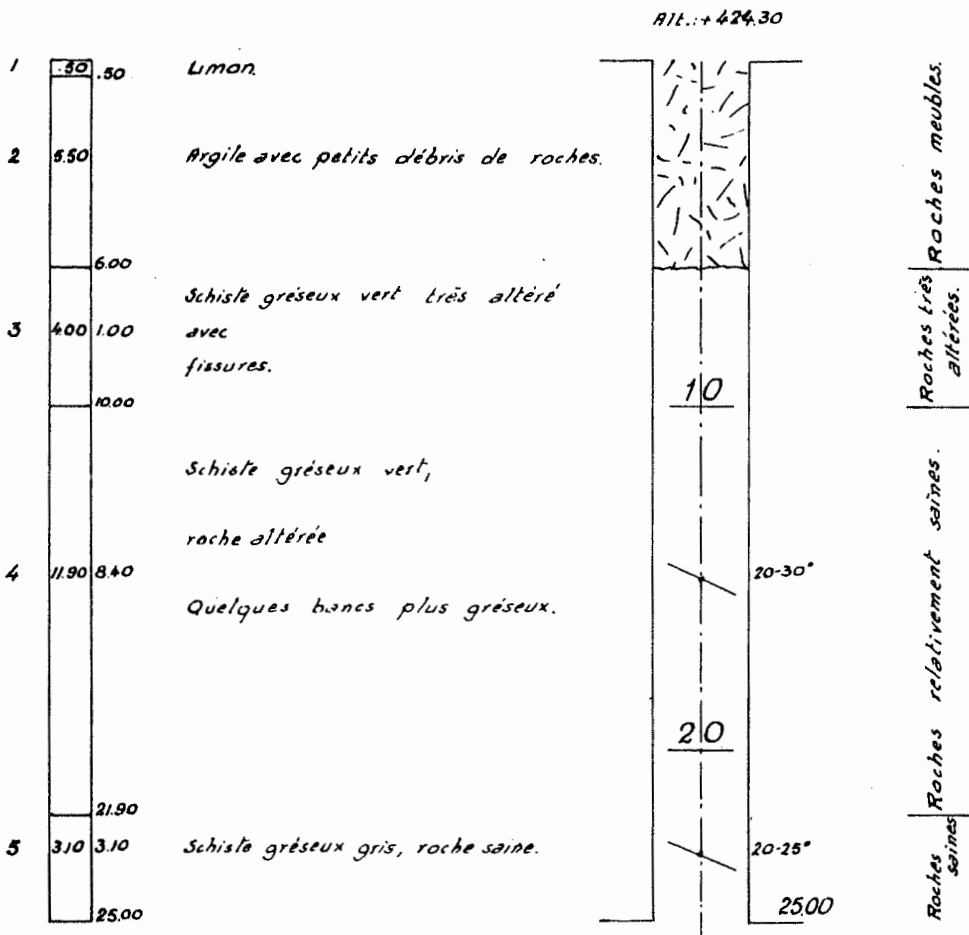 Alt.: + 424.30
1 .50 .50 Limon.
2 5.50 Argile avec petits débris de roches.
6.00
Schiste gréseux vert très altéré
3 4.00 1.00 avec
fissures.
10
10.00
Schiste gréseux vert,
roche altérée
4 11.90 8.40 20-30°
Quelques bancs plus gréseux.
20
21.90
5 3.10 3.10 Schiste gréseux gris, roche saine. 20-25°
25.00 25.00
Roches meubles.
Roches très
altérées.
Roches relativement saines.
Roches
saines